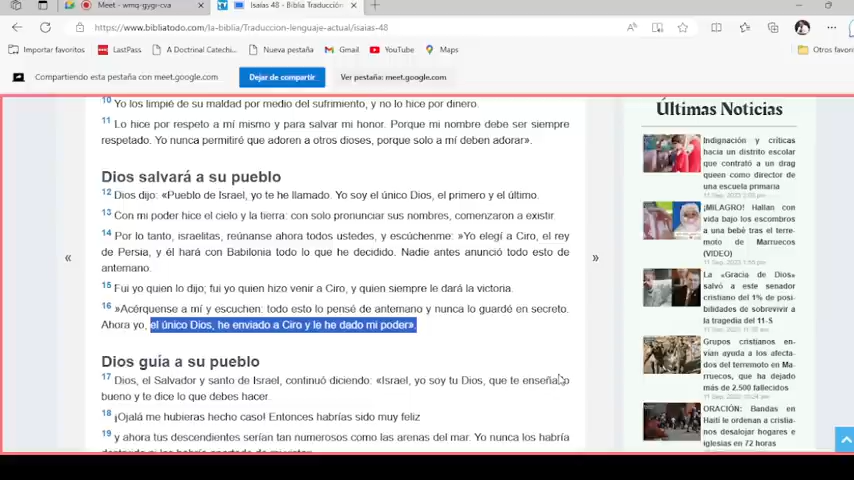 Meet - wmq-gygi-cva
Isaías 48 - Biblia Traducción
https://www.bibliatodo.com/la-biblia/Traduccion-lenguaje-actual/isaias-48
Importar favoritos
LastPass
A Doctrinal Catech...
Nueva pestaña
Gmail
YouTube
Maps
Otros favoro
Compartiendo esta pestaña con meet.google.com
Dejar de compartir
Ver pestaña: meet.google.com
10 Yo los limpié de su maldad por medio del sufrimiento, y no lo hice por dinero.
11 Lo hice por respeto a mí mismo y para salvar mi honor. Porque mi nombre debe ser siempre
respetado. Yo nunca permitiré que adoren a otros dioses, porque solo a mí deben adorar».
Dios salvará a su pueblo
12 Dios dijo: «Pueblo de Israel, yo te he llamado. Yo soy el único Dios, el primero y el último.
13 Con mi poder hice el cielo y la tierra: con solo pronunciar sus nombres, comenzaron a existir.
14 Por lo tanto, israelitas, reúnanse ahora todos ustedes, y escúchenme: »Yo elegí a Ciro, el rey
de Persia, y él hará con Babilonia todo lo que he decidido. Nadie antes anunció todo esto de
antemano.
15 Fui yo quien lo dijo; fui yo quien hizo venir a Ciro, y quien siempre le dará la victoria.
16 »Acérquense a mí y escuchen: todo esto lo pensé de antemano y nunca lo guardé en secreto.
Ahora yo, el único Dios, he enviado a Ciro y le he dado mi poder».
Dios guía a su pueblo
17 Dios, el Salvador y santo de Israel, continuó diciendo: «Israel, yo soy tu Dios, que te enseña lo
bueno y te dice lo que debes hacer.
18 ¡Ojalá me hubieras hecho caso! Entonces habrías sido muy feliz
19 y ahora tus descendientes serían tan numerosos como las arenas del mar. Yo nunca los habría
«
»
Últimas Noticias
Indignación y críticas
hacia un distrito escolar
que contrató a un drag
queen como director de
una escuela primaria
¡MILAGRO! Hallan con
vida bajo los escombros
a una bebé tras el terre-
moto de Marruecos
(VIDEO)
La «Gracia de Dios»
salvó a este senador
cristiano del 1% de posi-
bilidades de sobrevivir a
la tragedia del 11-S
Grupos cristianos en-
vían ayuda a los afecta-
dos del terremoto en Ma-
rruecos, que ha dejado
más de 2.500 fallecidos
ORACIÓN: Bandas en
Haití le ordenan a cristia-
nos desalojar hogares e
iglesias en 72 horas